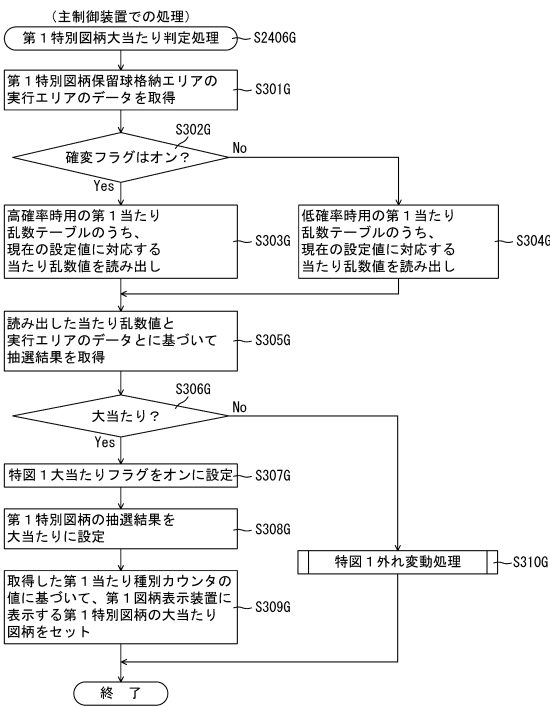 （主制御装置での処理）
第１特別図柄大当たり判定処理
S2406G
第１特別図柄保留球格納エリアの
実行エリアのデータを取得
S301G
S302G
確変フラグはオン？
No
Yes
高確率時用の第１当たり
乱数テーブルのうち、
現在の設定値に対応する
当たり乱数値を読み出し
S303G
低確率時用の第１当たり
乱数テーブルのうち、
現在の設定値に対応する
当たり乱数値を読み出し
S304G
読み出した当たり乱数値と
実行エリアのデータとに基づいて
抽選結果を取得
S305G
S306G
大当たり？
No
Yes
特図１大当たりフラグをオンに設定
S307G
第１特別図柄の抽選結果を
大当たりに設定
S308G
特図１外れ変動処理
S310G
取得した第１当たり種別カウンタの
値に基づいて、第１図柄表示装置に
表示する第１特別図柄の大当たり
図柄をセット
S309G
終　了